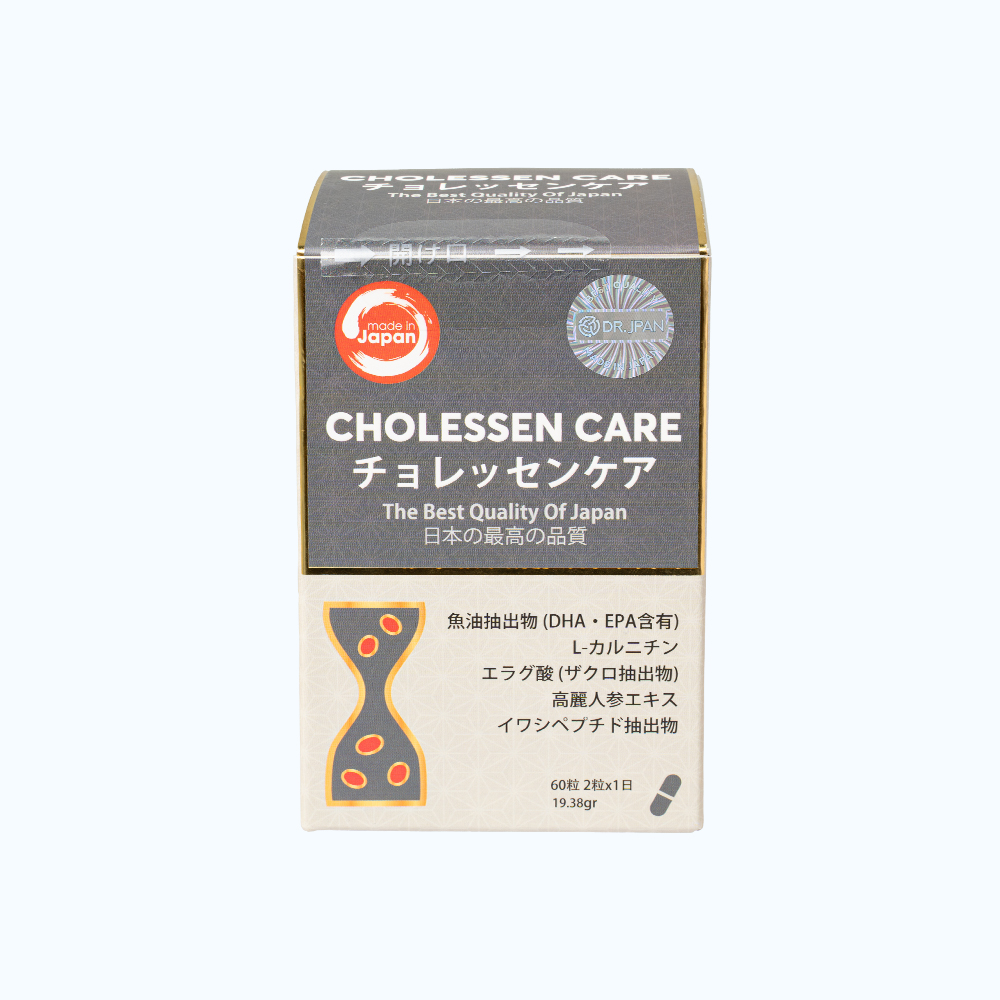 CHOLESSEN CARE
チョレッセンケア
The Best Quality Of Japan
日本の最高の品質
開け口
made in
Japan
DR. JPAN
CHOLESSEN CARE
チョレッセンケア
The Best Quality Of Japan
日本の最高の品質
魚油抽出物 (DHA・EPA含有)
L-カルニチン
エラグ酸 (ザクロ抽出物)
高麗人参エキス
イワシペプチド抽出物
60粒 2粒x1日
19.38gr